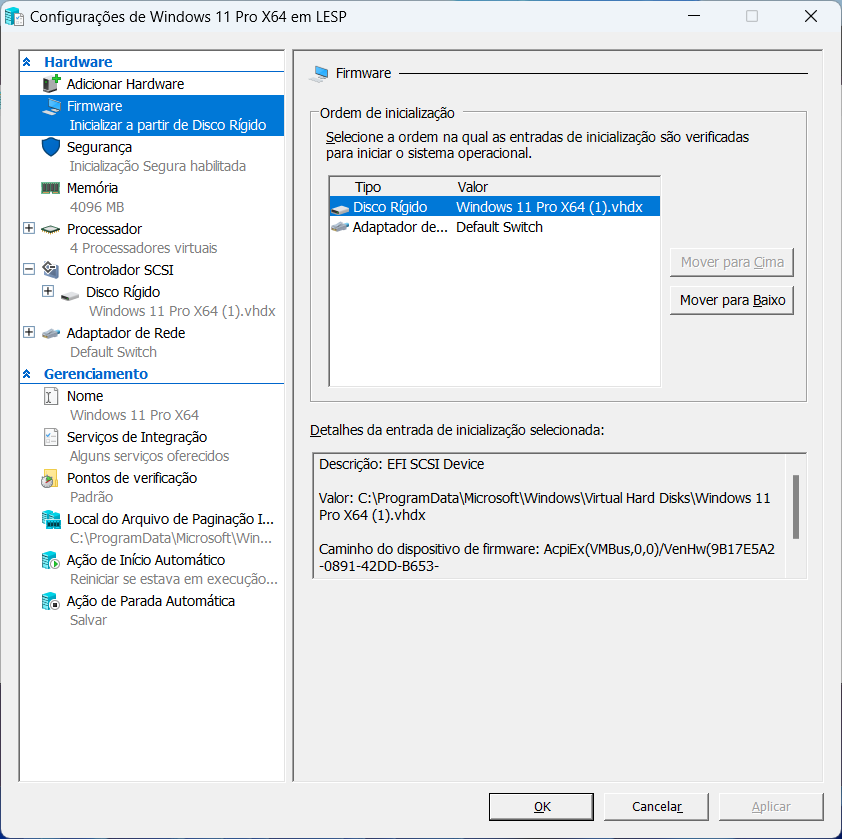 Configurações de Windows 11 Pro X64 em LESP
Hardware
Adicionar Hardware
Firmware
Inicializar a partir de Disco Rígido
Segurança
Inicialização Segura habilitada
Memória
4096 MB
Processador
4 Processadores virtuais
Controlador SCSI
Disco Rígido
Windows 11 Pro X64 (1).vhdx
Adaptador de Rede
Default Switch
Gerenciamento
Nome
Windows 11 Pro X64
Serviços de Integração
Alguns serviços oferecidos
Pontos de verificação
Padrão
Local do Arquivo de Paginação I...
C:\ProgramData\Microsoft\Win...
Ação de Início Automático
Reiniciar se estava em execução...
Ação de Parada Automática
Salvar
Firmware
Ordem de inicialização
Selecione a ordem na qual as entradas de inicialização são verificadas
para iniciar o sistema operacional.
Tipo Valor
Disco Rígido Windows 11 Pro X64 (1).vhdx
Adaptador de... Default Switch
Mover para Cima
Mover para Baixo
Detalhes da entrada de inicialização selecionada:
Descrição: EFI SCSI Device
Valor: C:\ProgramData\Microsoft\Windows\Virtual Hard Disks\Windows 11
Pro X64 (1).vhdx
Caminho do dispositivo de firmware: AcpiEx(VMBus,0,0)/VenHw(9B17E5A2
-0891-42DD-B653-
OK
Cancelar
Aplicar